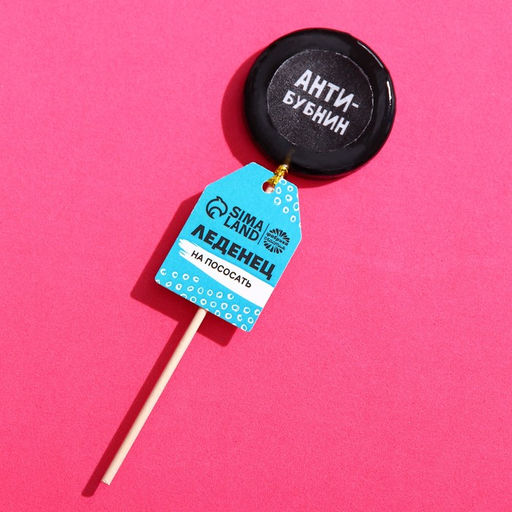 АНТИ-
БУБНИН
SIMA
LAND
ЛЕДЕНЕЦ
НА ПОСОСАТЬ